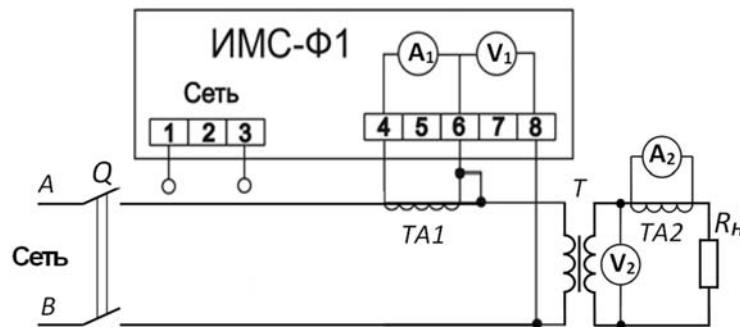 ИМС-Ф1
A1 V1
Сеть
1 2 3 4 5 6 7 8
A Q T A2
TA1 TA2 Rн
Сеть V2
B